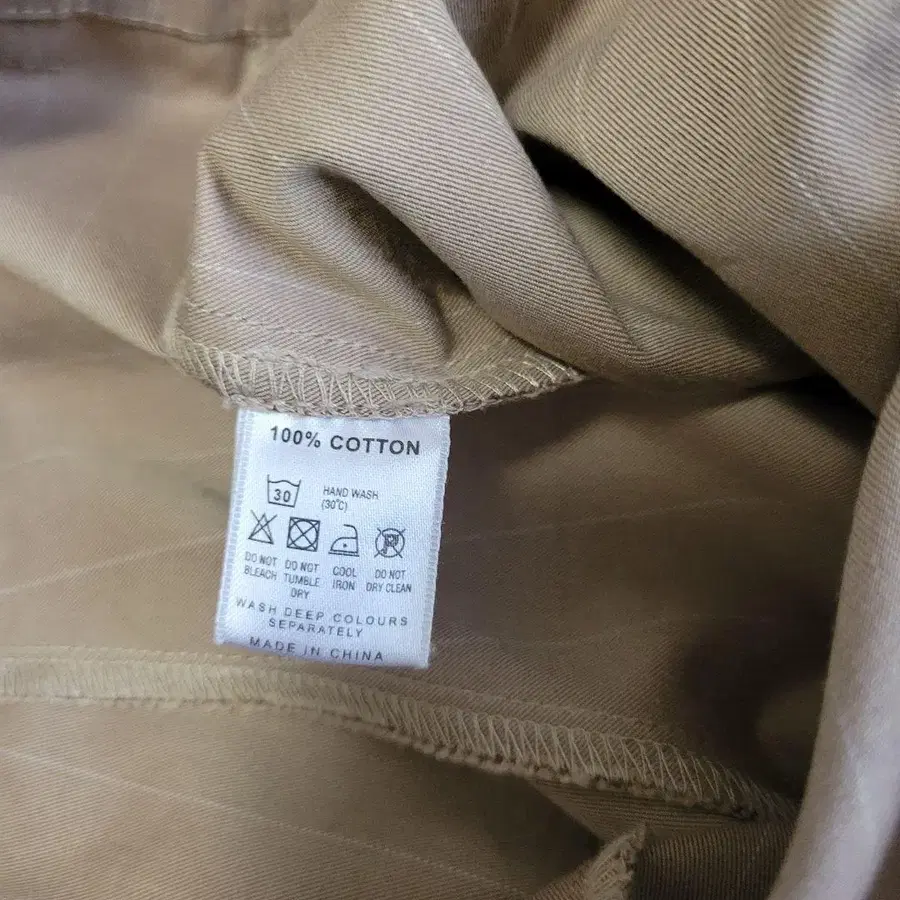 100% COTTON
30
HAND WASH
(30°C)
P
DO NOT
BLEACH
DO NOT
TUMBLE
DRY
COOL
IRON
DO NOT
DRY CLEAN
WASH DEEP COLOURS
SEPARATELY
MADE IN CHINA